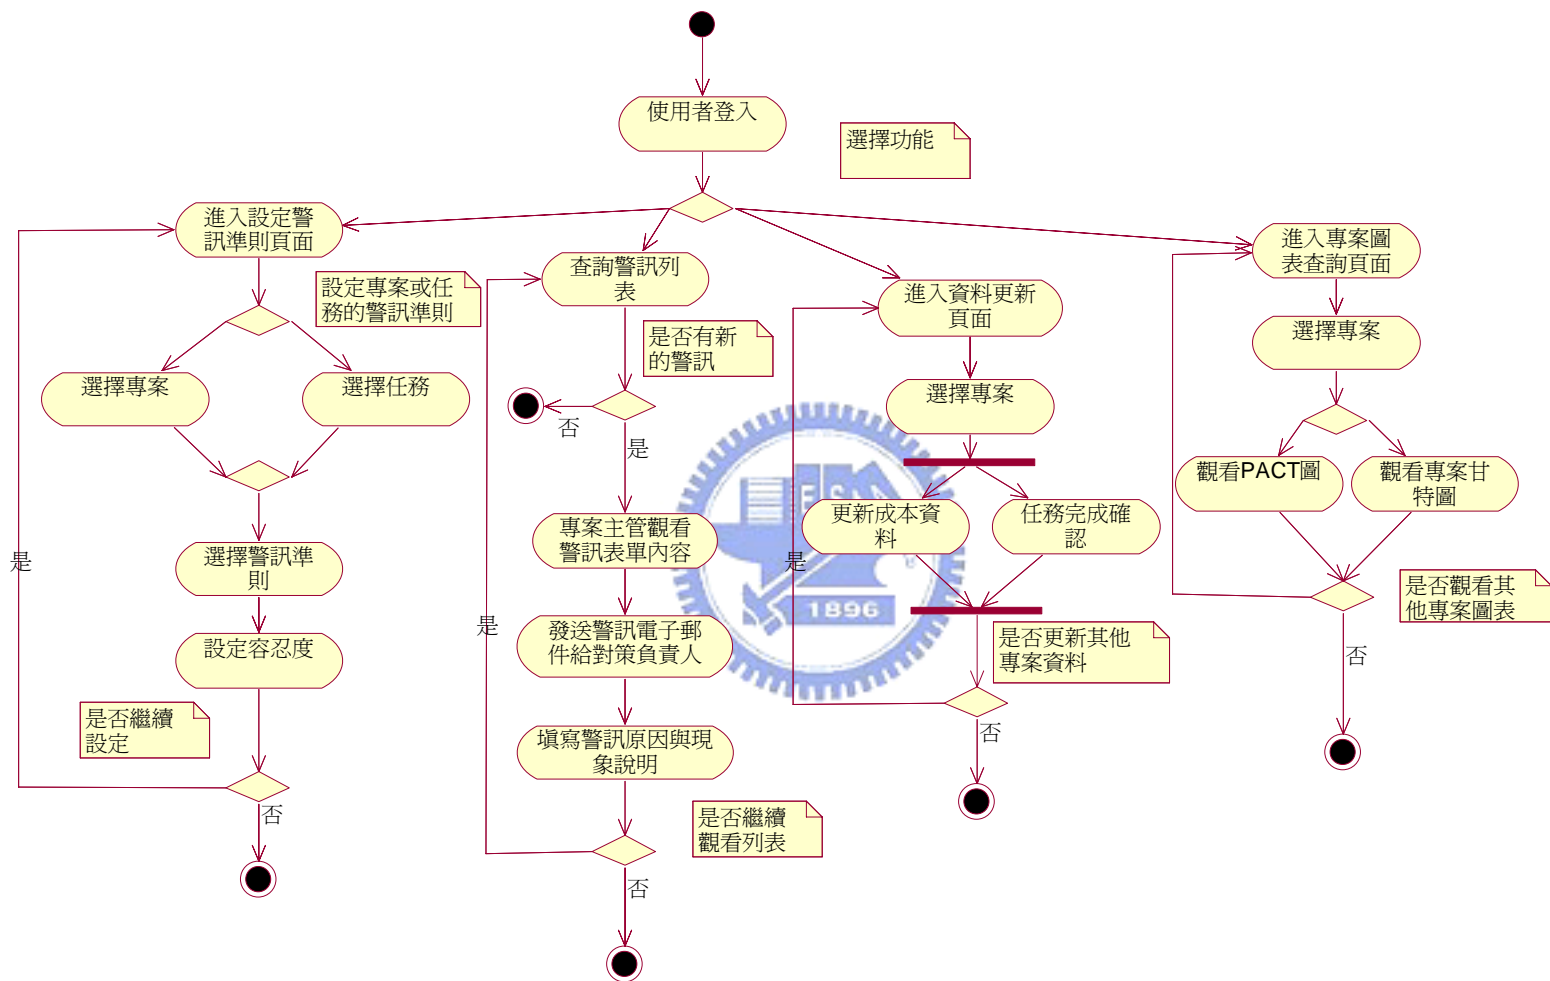 使用者登入
選擇功能
進入設定警
訊準則頁面
設定專案或任
務的警訊準則
選擇專案
選擇任務
選擇警訊準
則
設定容忍度
是否繼續
設定
是
否
查詢警訊列
表
是否有新
的警訊
否
是
專案主管觀看
警訊表單內容
發送警訊電子郵
件給對策負責人
填寫警訊原因與現
象說明
是否繼續
觀看列表
是
否
進入資料更新
頁面
選擇專案
更新成本資
料
任務完成確
認
是否更新其他
專案資料
是
否
進入專案圖
表查詢頁面
選擇專案
觀看PACT圖
觀看專案甘
特圖
是否觀看其
他專案圖表
否
1896